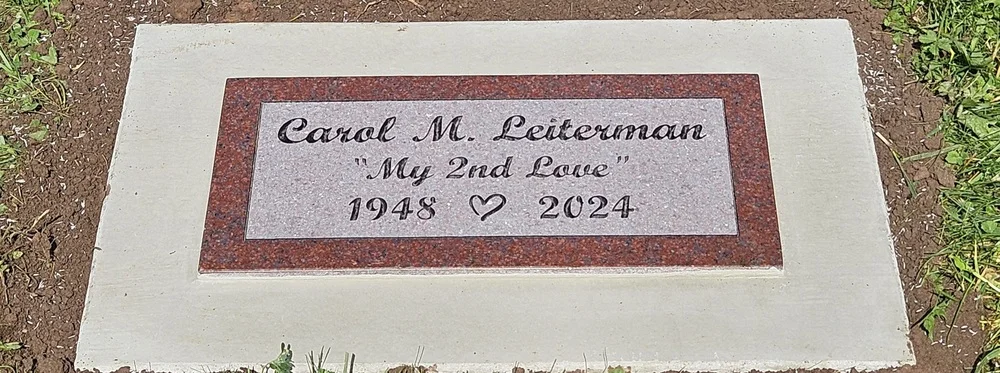 Carol M. Leiterman
"My 2nd Love"
1948 ♡ 2024